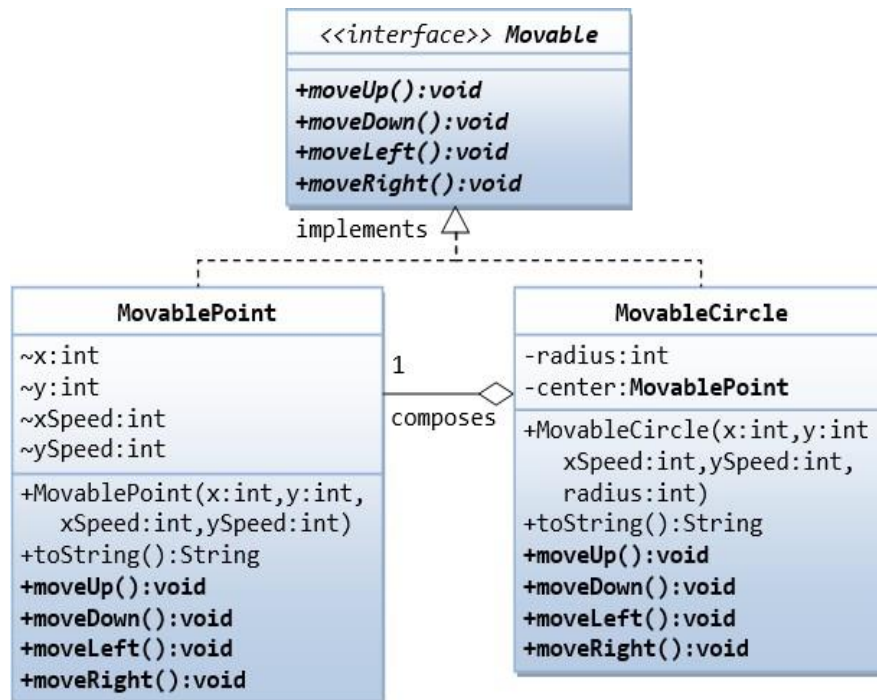 <<interface>> Movable
+moveUp():void
+moveDown():void
+moveLeft():void
+moveRight():void
implements
MovablePoint
~x:int
~y:int
~xSpeed:int
~ySpeed:int
+MovablePoint(x:int,y:int,
xSpeed:int,ySpeed:int)
+toString():String
+moveUp():void
+moveDown():void
+moveLeft():void
+moveRight():void
1
composes
MovableCircle
-radius:int
-center:MovablePoint
+MovableCircle(x:int,y:int
xSpeed:int,ySpeed:int,
radius:int)
+toString():String
+moveUp():void
+moveDown():void
+moveLeft():void
+moveRight():void